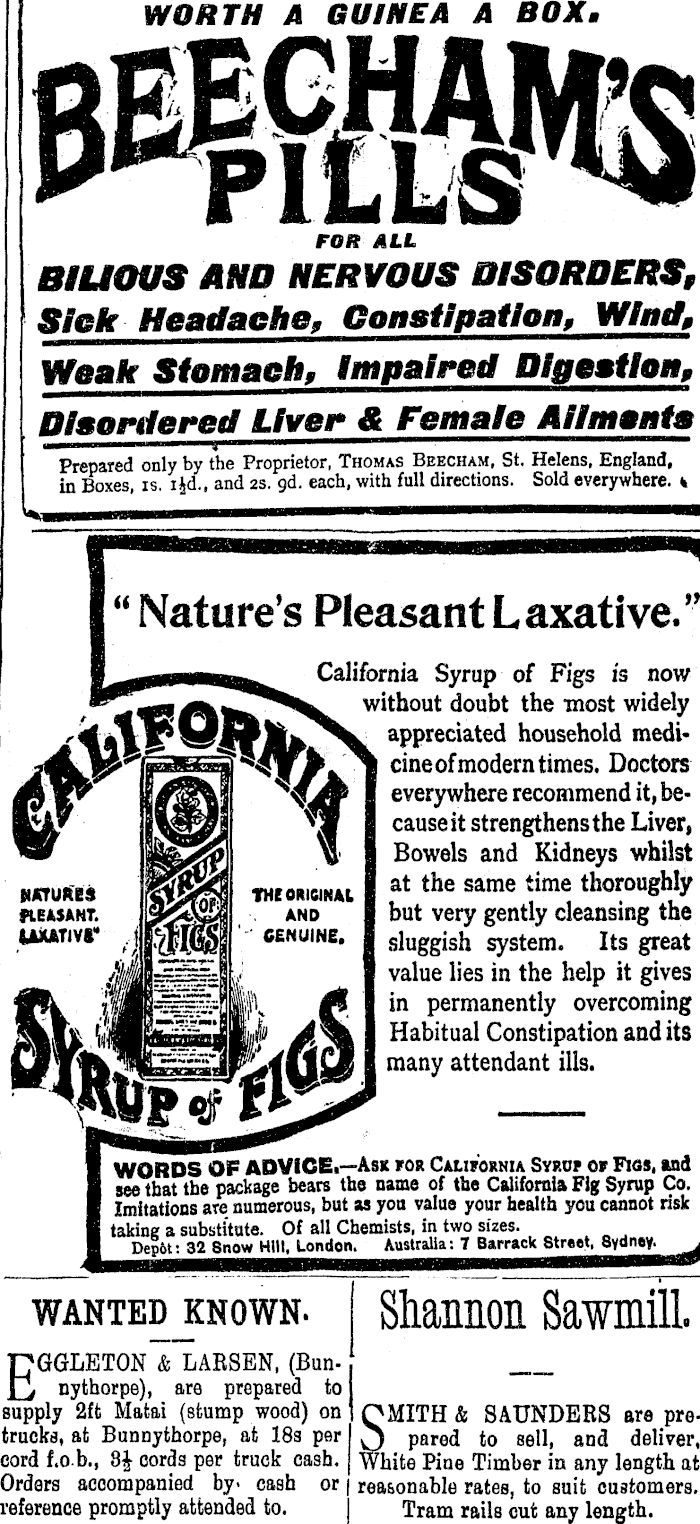 WORTH A GUINEA A BOX.
BEECHAM'S
PILLS
FOR ALL
BILIOUS AND NERVOUS DISORDERS,
Sick Headache, Constipation, Wind,
Weak Stomach, Impaired Digestion,
Disordered Liver & Female Ailments
Prepared only by the Proprietor, THOMAS BEECHAM, St. Helens, England,
in Boxes, 1s. 1½d., and 2s. 9d. each, with full directions. Sold everywhere.
"Nature's Pleasant Laxative."
California Syrup of Figs is now
without doubt the most widely
appreciated household medi-
cine of modern times. Doctors
everywhere recommend it, be-
cause it strengthens the Liver,
Bowels and Kidneys whilst
at the same time thoroughly
but very gently cleansing the
sluggish system. Its great
value lies in the help it gives
in permanently overcoming
Habitual Constipation and its
many attendant ills.
CALIFORNIA
SYRUP
OF
FIGS
NATURE'S
PLEASANT.
LAXATIVE"
THE ORIGINAL
AND
GENUINE.
SYRUP of FIGS
WORDS OF ADVICE.—ASK FOR CALIFORNIA SYRUP OF FIGS, and
see that the package bears the name of the California Fig Syrup Co.
Imitations are numerous, but as you value your health you cannot risk
taking a substitute. Of all Chemists, in two sizes.
Depôt: 32 Snow Hill, London. Australia: 7 Barrack Street, Sydney.
WANTED KNOWN.
EGGLETON & LARSEN, (Bun-
nythorpe), are prepared to
supply 2ft Matai (stump wood) on
trucks, at Bunnythorpe, at 18s per
cord f.o.b., 3½ cords per truck cash.
Orders accompanied by cash or
reference promptly attended to.
Shannon Sawmill.
SMITH & SAUNDERS are pre-
pared to sell, and deliver,
White Pine Timber in any length at
reasonable rates, to suit customers.
Tram rails cut any length.